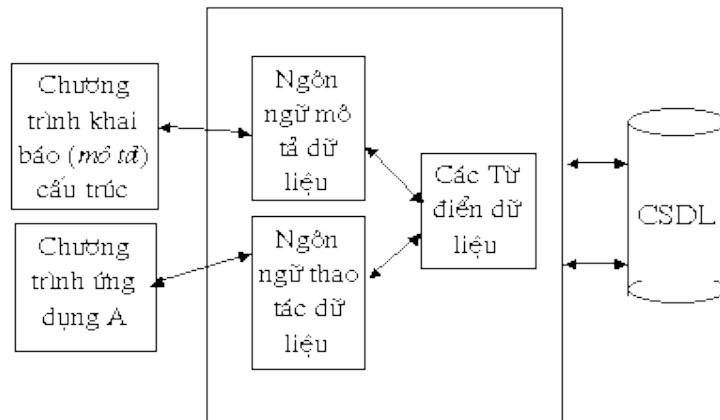 Chương
trình khai
báo (mô tả)
cấu trúc
Chương
trình ứng
dụng A
Ngôn
ngữ mô
tả dữ
liệu
Ngôn
ngữ thao
tác dữ
liệu
Các Từ
điển dữ
liệu
CSDL